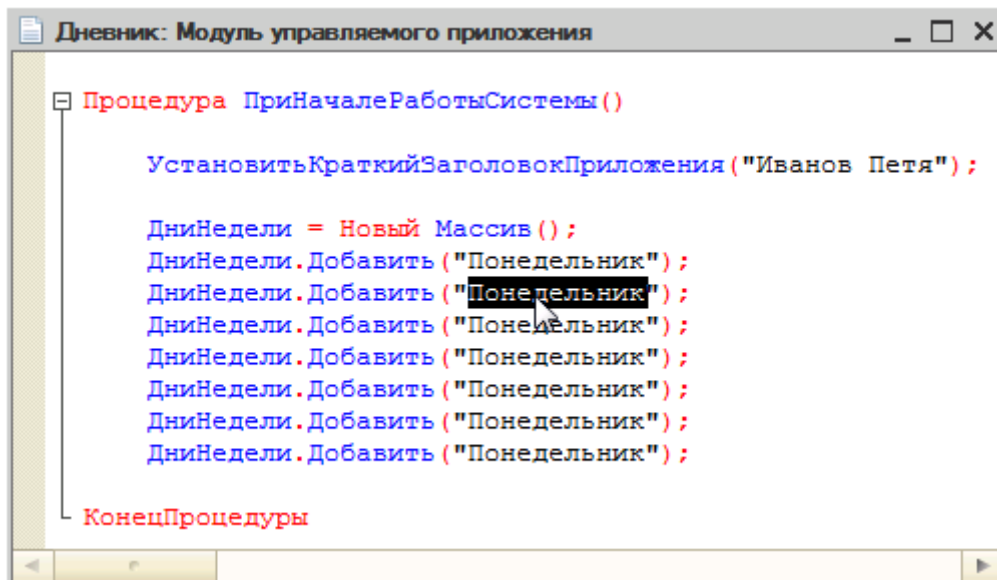 Дневник: Модуль управляемого приложения
Процедура ПриНачалеРаботыСистемы()
УстановитьКраткийЗаголовокПриложения("Иванов Петя");
ДниНедели = Новый Массив();
ДниНедели.Добавить("Понедельник");
ДниНедели.Добавить("Понедельник");
ДниНедели.Добавить("Понедельник");
ДниНедели.Добавить("Понедельник");
ДниНедели.Добавить("Понедельник");
ДниНедели.Добавить("Понедельник");
ДниНедели.Добавить("Понедельник");
КонецПроцедуры